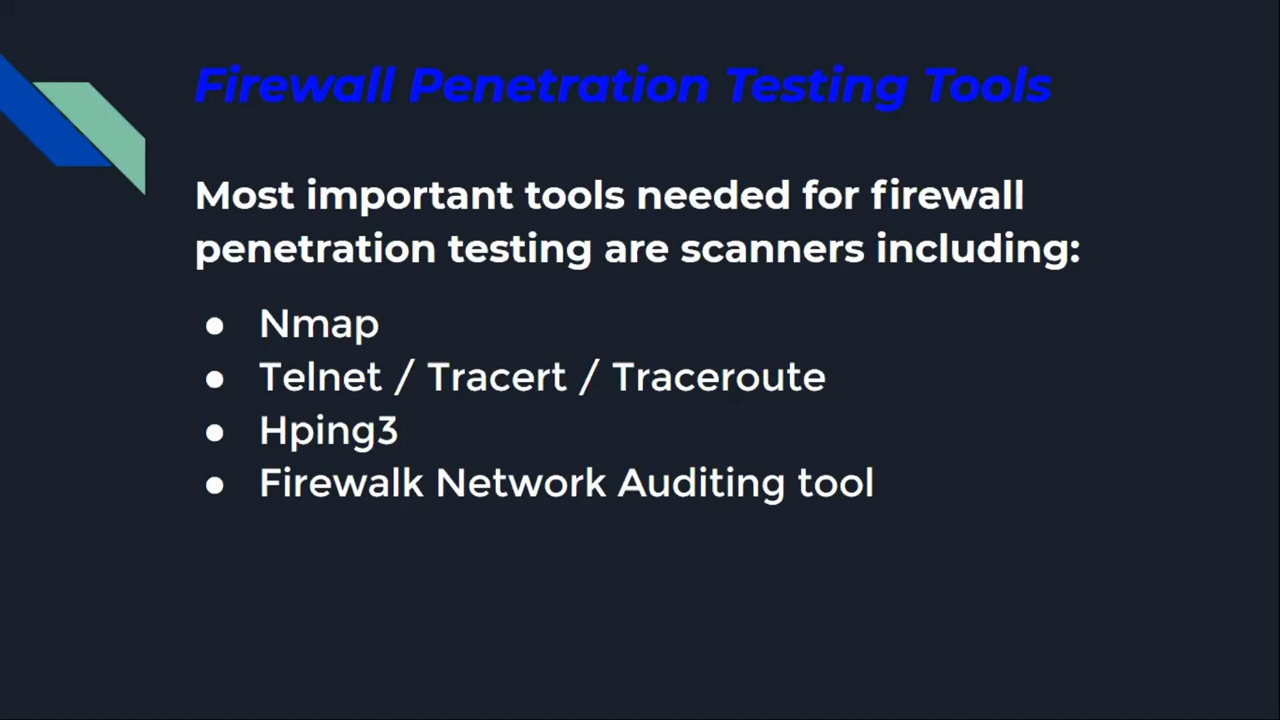 Firewall Penetration Testing Tools
Most important tools needed for firewall
penetration testing are scanners including:
● Nmap
● Telnet / Tracert / Traceroute
● Hping3
● Firewalk Network Auditing tool